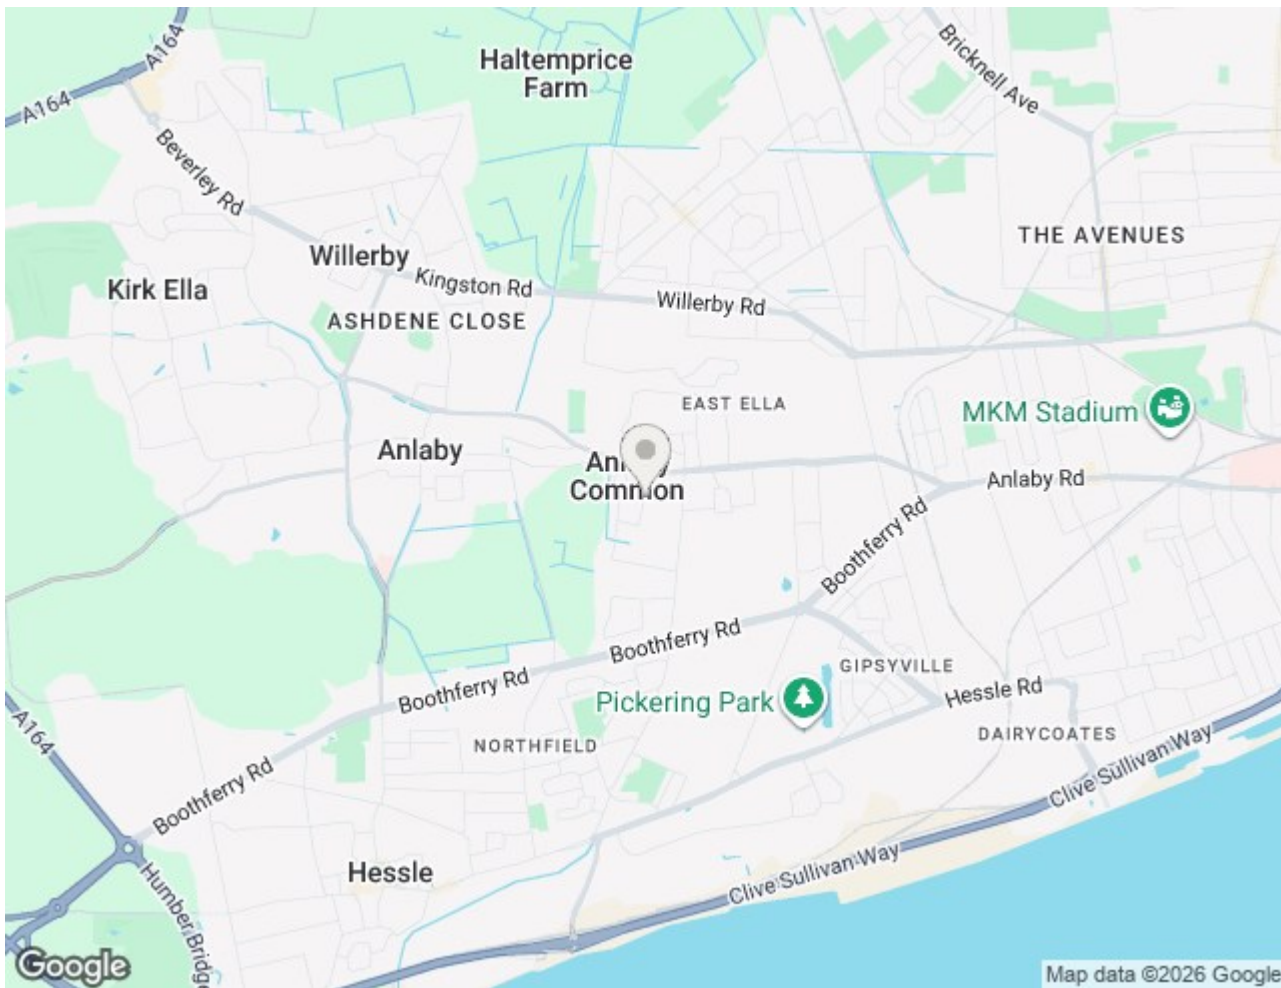 A164
A164
Haltemprice
Farm
Bricknell Ave
Beverley Rd
THE AVENUES
Willerby
Kingston Rd
Kirk Ella
Willerby Rd
ASHDENE CLOSE
EAST ELLA
MKM Stadium
Anlaby
Common
Anlaby Rd
Boothferry Rd
Boothferry Rd
GIPSYVILLE
Boothferry Rd
Hessle Rd
Pickering Park
A164
NORTHFIELD
DAIRYCOATES
Clive Sullivan Way
Boothferry Rd
Hessle
Clive Sullivan Way
Humber Bridge
Google
Map data ©2026 Google